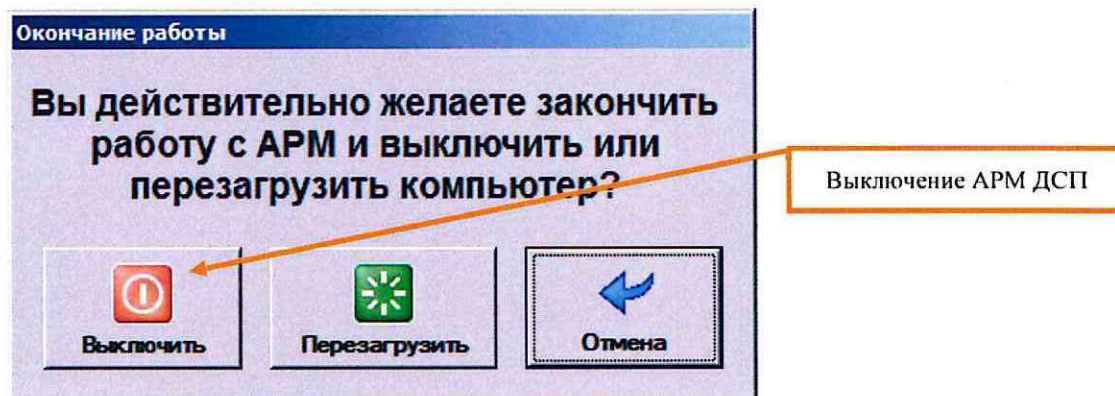 Окончание работы
Вы действительно желаете закончить
работу с АРМ и выключить или
перезагрузить компьютер?
Выключение АРМ ДСП
Выключить
Перезагрузить
Отмена